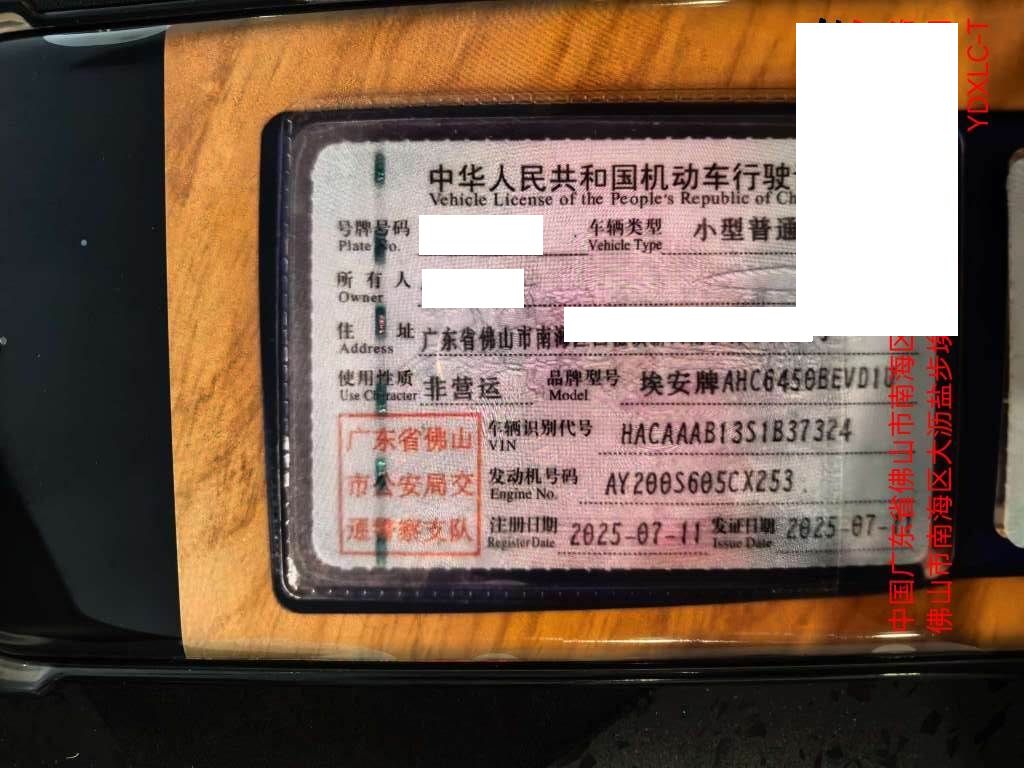 中华人民共和国机动车行驶
Vehicle License of the People's Republic of Ch
号牌号码
Plate No.
车辆类型 小型普通
Vehicle Type
所有人
Owner
住址 广东省佛山市南海
Address
使用性质 非营运 品牌型号 埃安牌AHC6450BEVD1U
Use Character Model
车辆识别代号 HACAAAB13S1B37324
VIN
发动机号码 AY200S605CX253
Engine No.
注册日期 2025-07-11 发证日期 2025-07-
Register Date Issue Date
广东省佛山
市公安局交
通警察支队
中国广东省佛山市南海区
佛山市南海区大沥盐步
YDXLC-T